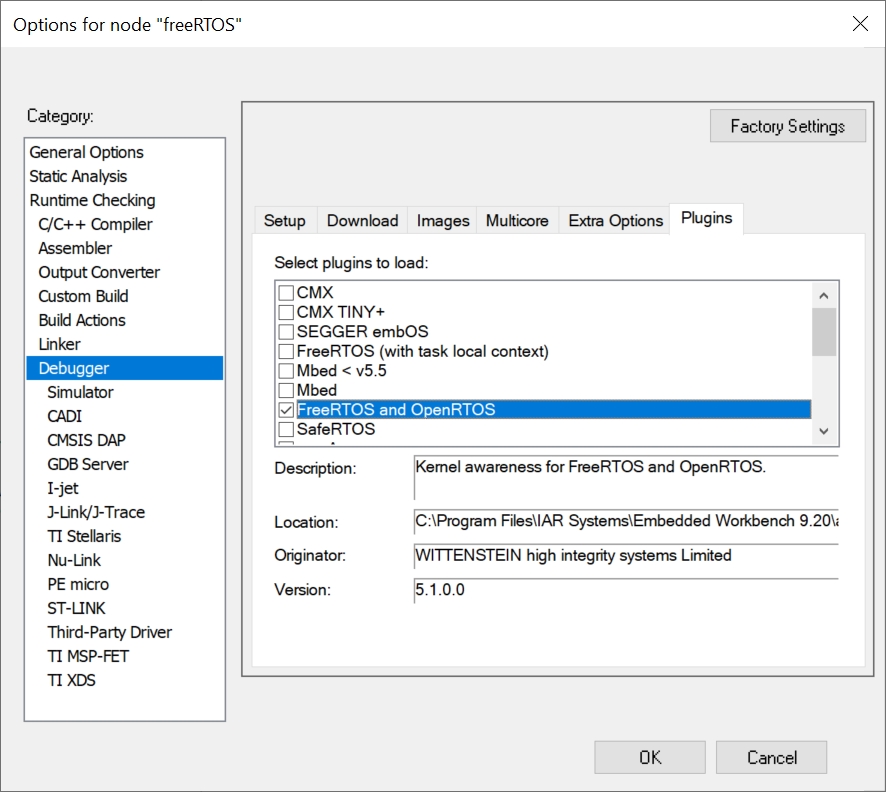 Options for node "freeRTOS"
Category:
General Options
Static Analysis
Runtime Checking
C/C++ Compiler
Assembler
Output Converter
Custom Build
Build Actions
Linker
Debugger
Simulator
CADI
CMSIS DAP
GDB Server
I-jet
J-Link/J-Trace
TI Stellaris
Nu-Link
PE micro
ST-LINK
Third-Party Driver
TI MSP-FET
TI XDS
Factory Settings
Setup Download Images Multicore Extra Options Plugins
Select plugins to load:
CMX
CMX TINY+
SEGGER embOS
FreeRTOS (with task local context)
Mbed < v5.5
Mbed
FreeRTOS and OpenRTOS
SafeRTOS
Description: Kernel awareness for FreeRTOS and OpenRTOS.
Location: C:\Program Files\IAR Systems\Embedded Workbench 9.20\
Originator: WITTENSTEIN high integrity systems Limited
Version: 5.1.0.0
OK Cancel